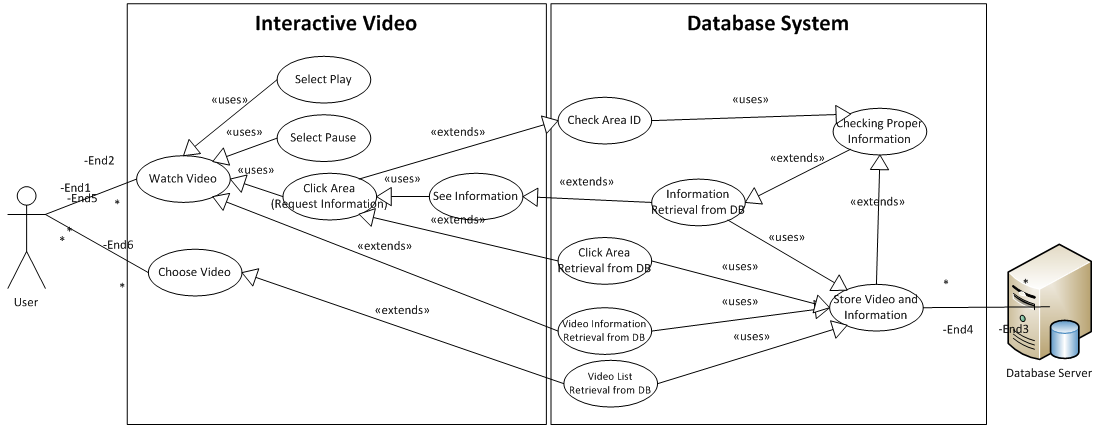 Interactive Video
Database System
Select Play
«uses»
«uses»
Select Pause
«uses»
Watch Video
Click Area
(Request Information)
«uses»
See Information
«extends»
«extends»
«extends»
«extends»
Choose Video
«extends»
Check Area ID
«uses»
Checking Proper
Information
«extends»
«extends»
Information
Retrieval from DB
«uses»
Click Area
Retrieval from DB
«uses»
«uses»
Store Video and
Information
Video Information
Retrieval from DB
«uses»
Video List
Retrieval from DB
-End2
-End1
-End5
*
*
*
-End6
*
User
*
*
-End4
-End3
Database Server